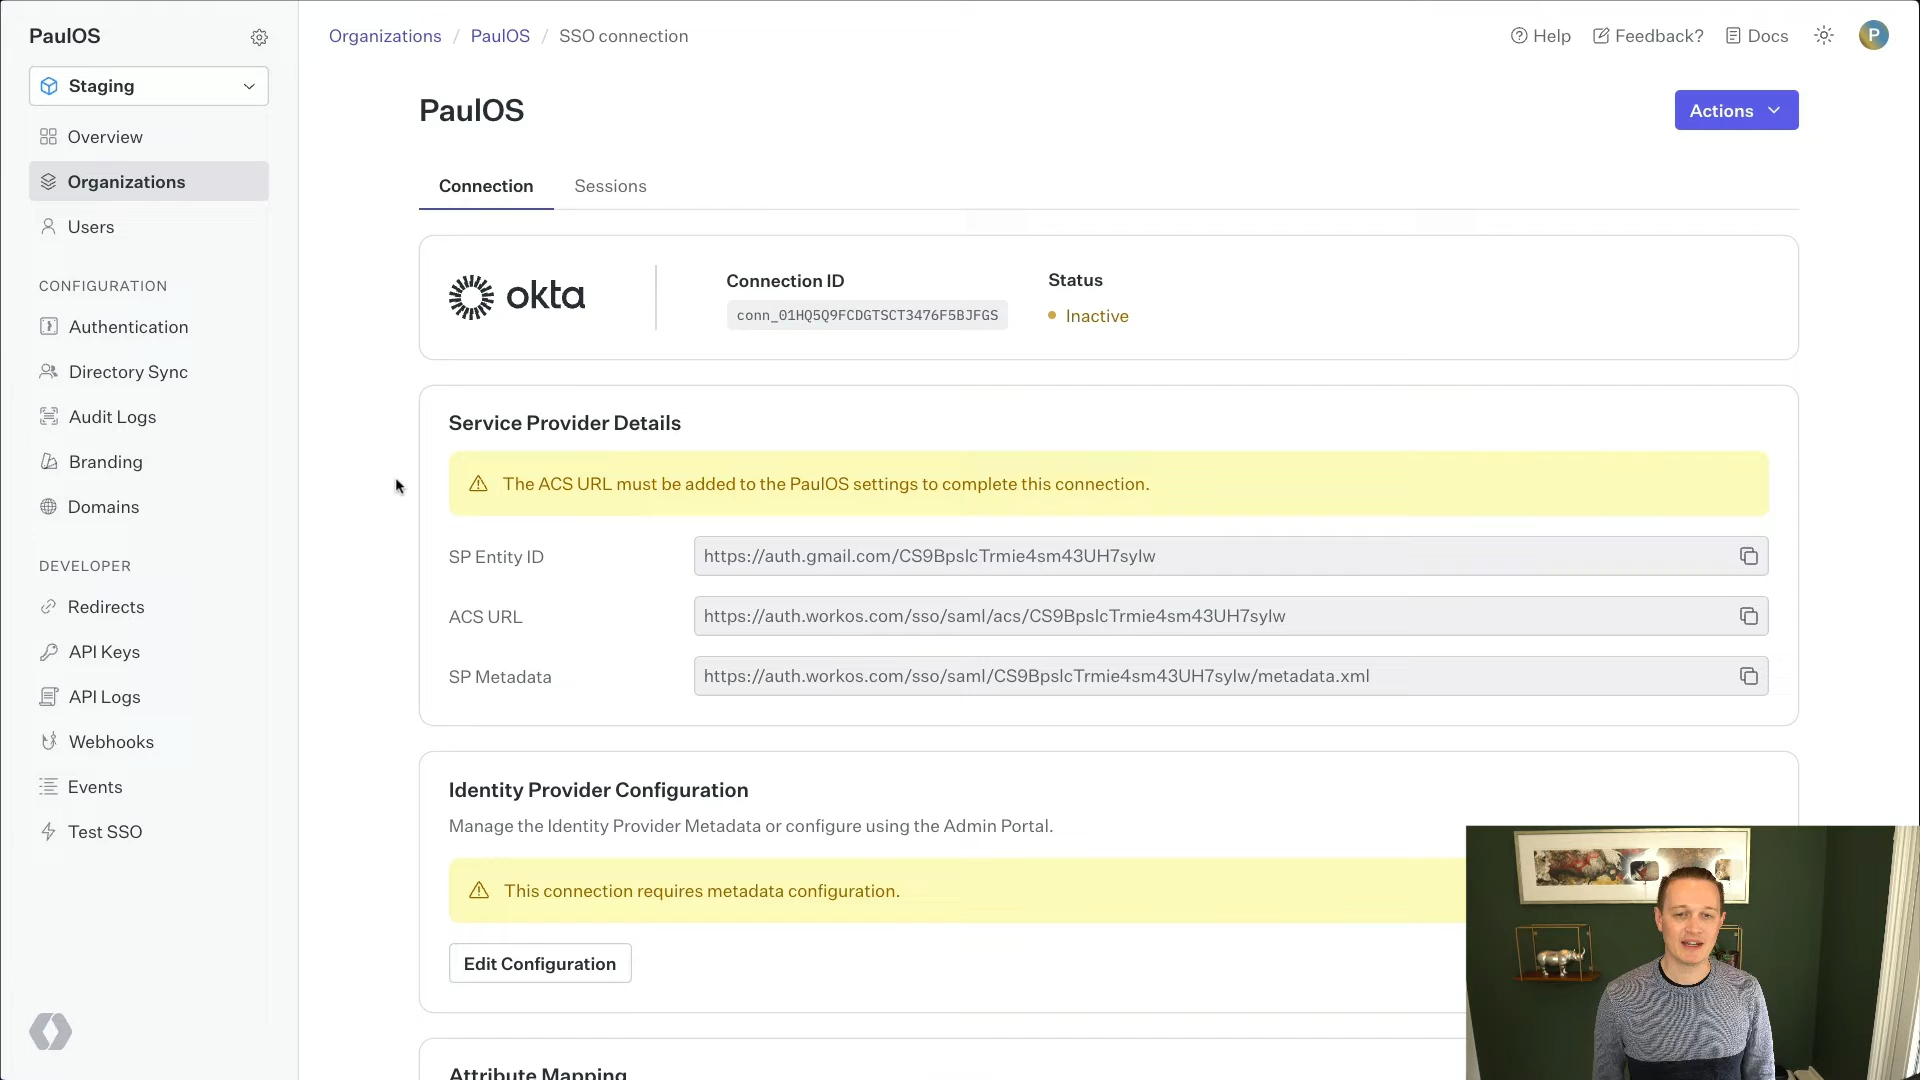 PaulOS
Staging
Overview
Organizations
Users
CONFIGURATION
Authentication
Directory Sync
Audit Logs
Branding
Domains
DEVELOPER
Redirects
API Keys
API Logs
Webhooks
Events
Test SSO
Organizations / PaulOS / SSO connection
Help
Feedback?
Docs
P
PaulOS
Actions
Connection
Sessions
okta
Connection ID
conn_01HQ5Q9FCDGTSCT3476F5BJFGS
Status
Inactive
Service Provider Details
The ACS URL must be added to the PaulOS settings to complete this connection.
SP Entity ID
https://auth.gmail.com/CS9BpslcTrmie4sm43UH7sylw
ACS URL
https://auth.workos.com/sso/saml/acs/CS9BpslcTrmie4sm43UH7sylw
SP Metadata
https://auth.workos.com/sso/saml/CS9BpslcTrmie4sm43UH7sylw/metadata.xml
Identity Provider Configuration
Manage the Identity Provider Metadata or configure using the Admin Portal.
This connection requires metadata configuration.
Edit Configuration
Attribute Mapping